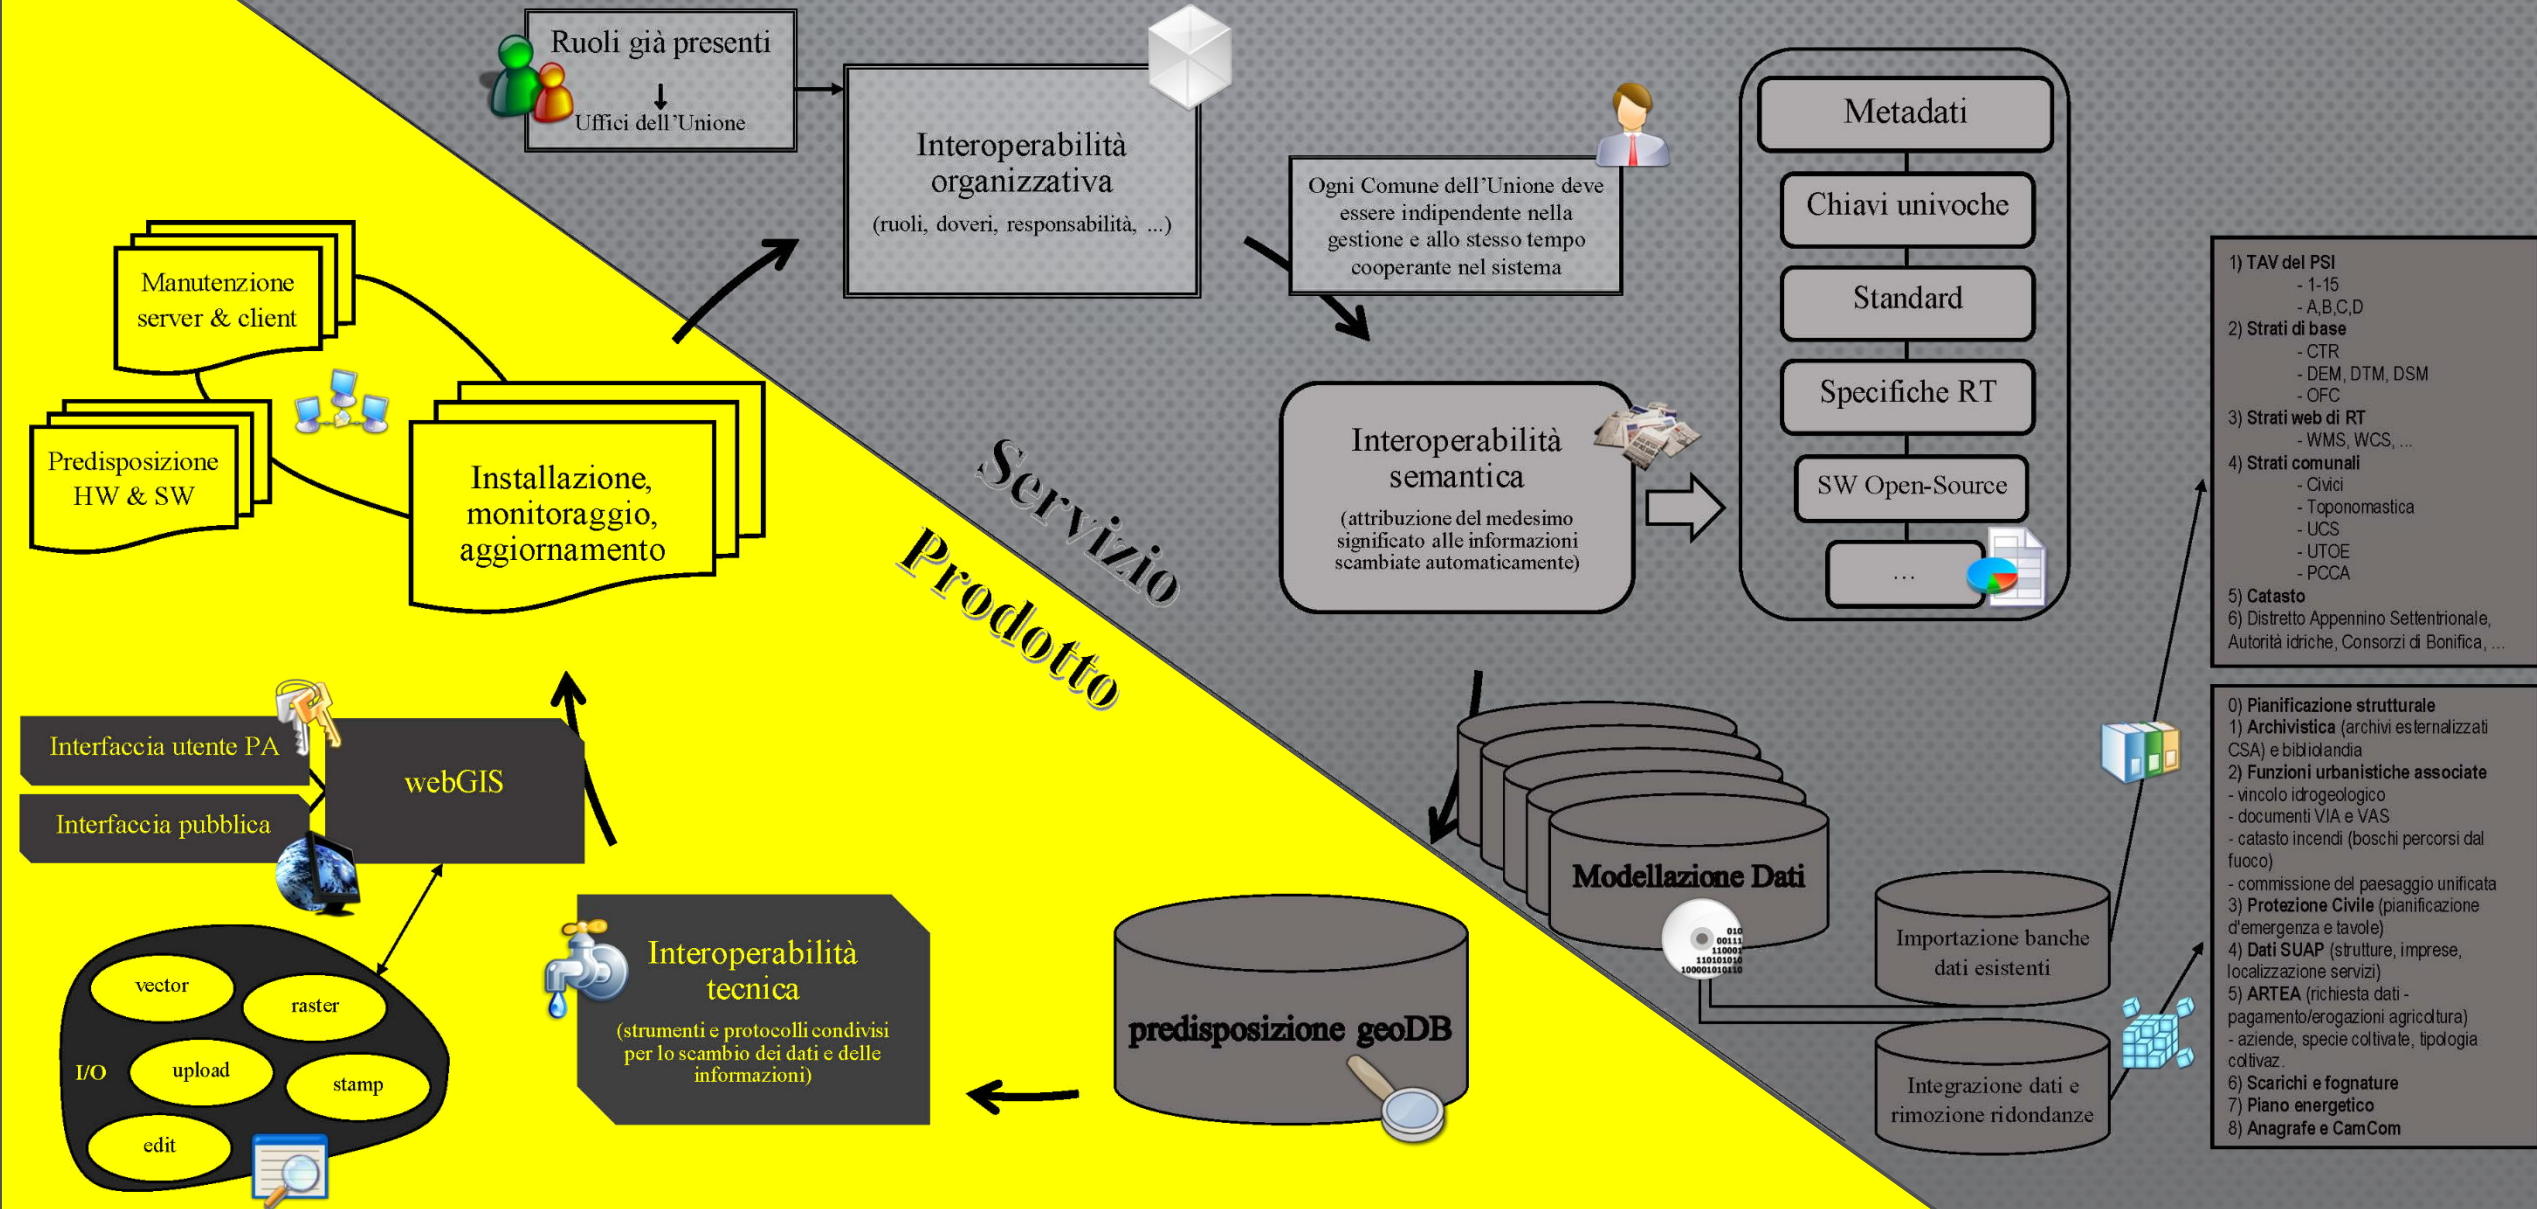 Ruoli già presenti
Uffici dell'Unione
Interoperabilità
organizzativa
(ruoli, doveri, responsabilità, ...)
Ogni Comune dell'Unione deve
essere indipendente nella
gestione e allo stesso tempo
cooperante nel sistema
Metadati
Chiavi univoche
Standard
Specifiche RT
SW Open-Source
...
Interoperabilità
semantica
(attribuzione del medesimo
significato alle informazioni
scambiate automaticamente)
1) TAV del PSI
- 1-15
- A,B,C,D
2) Strati di base
- CTR
- DEM, DTM, DSM
- OFC
3) Strati web di RT
- WMS, WCS, ...
4) Strati comunali
- Civici
- Toponomastica
- UCS
- UTOE
- PCCA
5) Catasto
6) Distretto Appennino Settentrionale,
Autorità idriche, Consorzi di Bonifica, ...
0) Pianificazione strutturale
1) Archivistica (archivi esternalizzati
CSA) e bibliolandia
2) Funzioni urbanistiche associate
- vincolo idrogeologico
- documenti VIA e VAS
- catasto incendi (boschi percorsi dal
fuoco)
- commissione del paesaggio unificata
3) Protezione Civile (pianificazione
d'emergenza e tavole)
4) Dati SUAP (strutture, imprese,
localizzazione servizi)
5) ARTEA (richiesta dati -
pagamento/erogazioni agricoltura)
- aziende, specie coltivate, tipologia
coltivaz.
6) Scarichi e fognature
7) Piano energetico
8) Anagrafe e CamCom
Modellazione Dati
010
00111
110001
110101010
100001010110
Importazione banche
dati esistenti
Integrazione dati e
rimozione ridondanze
Servizio
Prodotto
predisposizione geoDB
Interoperabilità
tecnica
(strumenti e protocolli condivisi
per lo scambio dei dati e delle
informazioni)
webGIS
Interfaccia utente PA
Interfaccia pubblica
I/O
vector
raster
upload
stamp
edit
Manutenzione
server & client
Predisposizione
HW & SW
Installazione,
monitoraggio,
aggiornamento